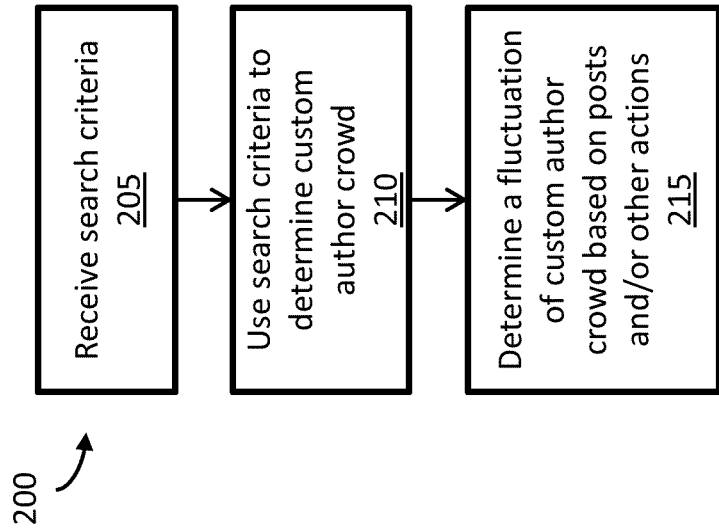 200
Receive search criteria
205
Use search criteria to
determine custom
author crowd
210
Determine a fluctuation
of custom author
crowd based on posts
and/or other actions
215